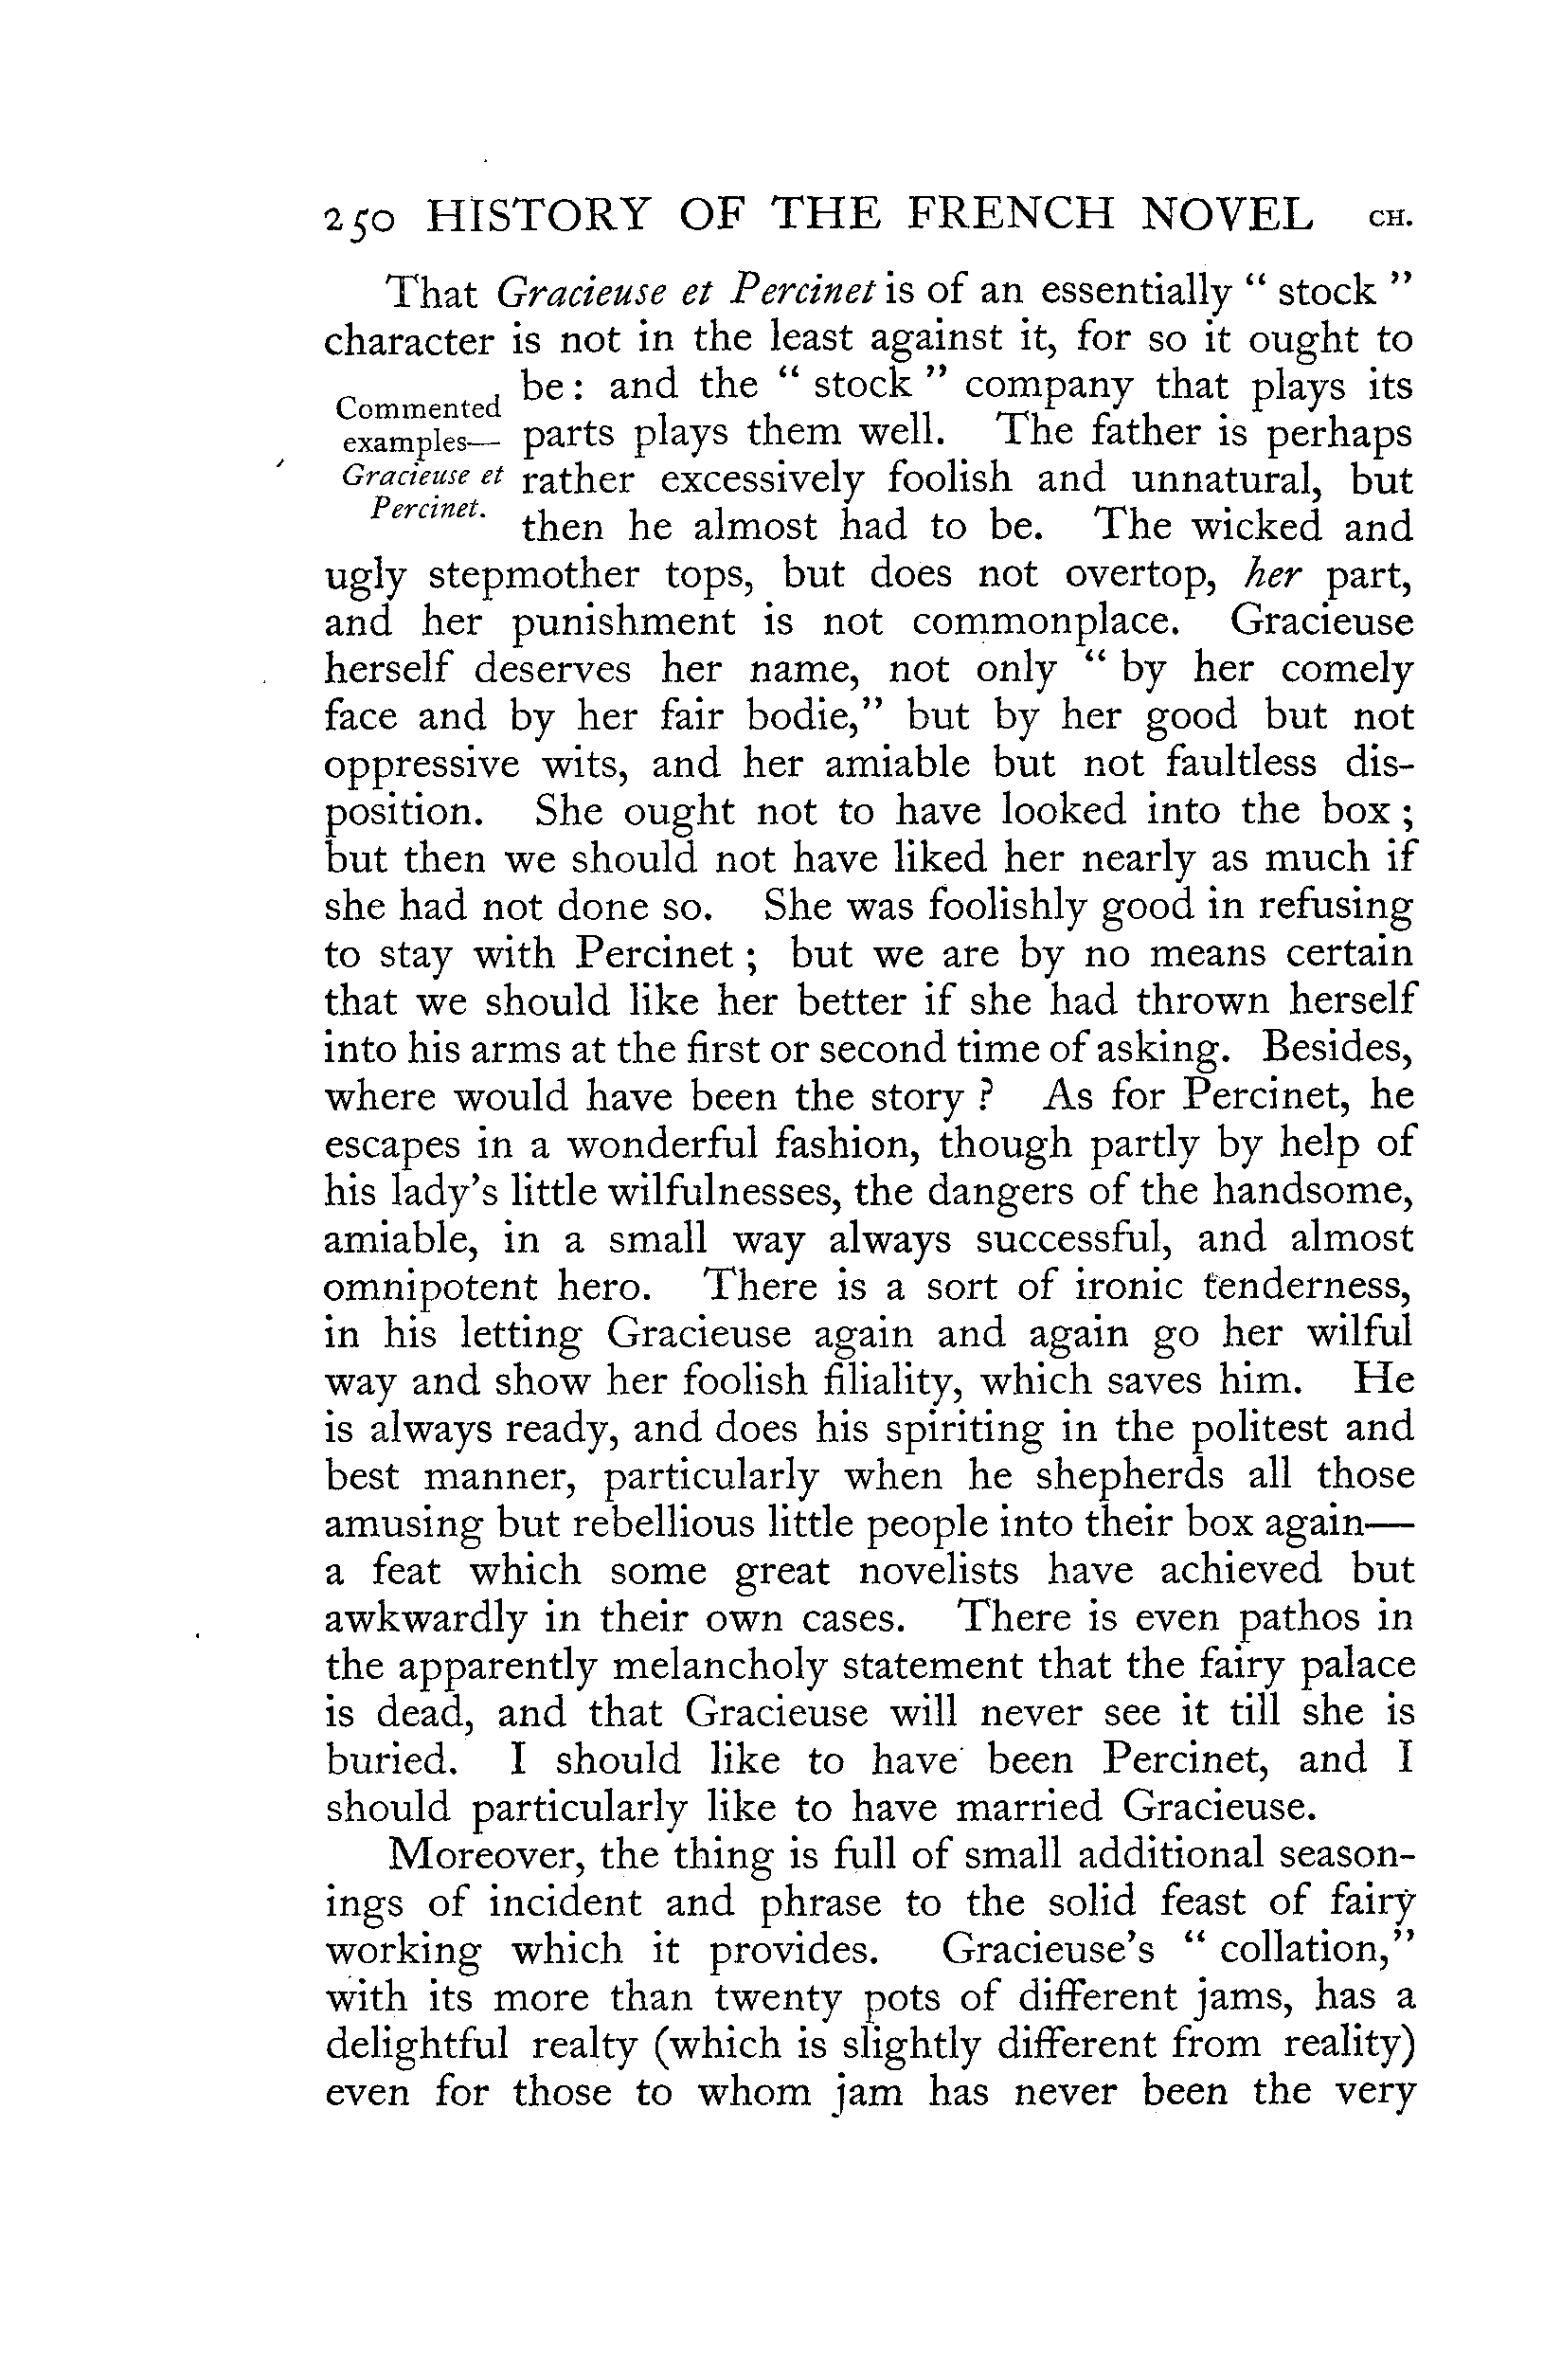 250 HISTORY OF THE FRENCH NOVEL CH.
That Gracieuse et Percinet is of an essentially “ stock ”
character is not in the least against it, for so it ought to
be : and the “ stock ” company that plays its
parts plays them well. The father is perhaps
rather excessively foolish and unnatural, but
then he almost had to be. The wicked and
Commented
examples—
Gracieuse et
Percinet.
ugly stepmother tops, but does not overtop, her part,
and her punishment is not commonplace. Gracieuse
herself deserves her name, not only “ by her comely
face and by her fair bodie,” but by her good but not
oppressive wits, and her amiable but not faultless dis-
position. She ought not to have looked into the box ;
but then we should not have liked her nearly as much if
she had not done so. She was foolishly good in refusing
to stay with Percinet ; but we are by no means certain
that we should like her better if she had thrown herself
into his arms at the first or second time of asking. Besides,
where would have been the story ? As for Percinet, he
escapes in a wonderful fashion, though partly by help of
his lady’s little wilfulnesses, the dangers of the handsome,
amiable, in a small way always successful, and almost
omnipotent hero. There is a sort of ironic tenderness,
in his letting Gracieuse again and again go her wilful
way and show her foolish filiality, which saves him. He
is always ready, and does his spiriting in the politest and
best manner, particularly when he shepherds all those
amusing but rebellious little people into their box again—
a feat which some great novelists have achieved but
awkwardly in their own cases. There is even pathos in
the apparently melancholy statement that the fairy palace
is dead, and that Gracieuse will never see it till she is
buried. I should like to have been Percinet, and I
should particularly like to have married Gracieuse.
Moreover, the thing is full of small additional season-
ings of incident and phrase to the solid feast of fairy
working which it provides. Gracieuse’s “ collation,”
with its more than twenty pots of different jams, has a
delightful realty (which is slightly different from reality)
even for those to whom jam has never been the very